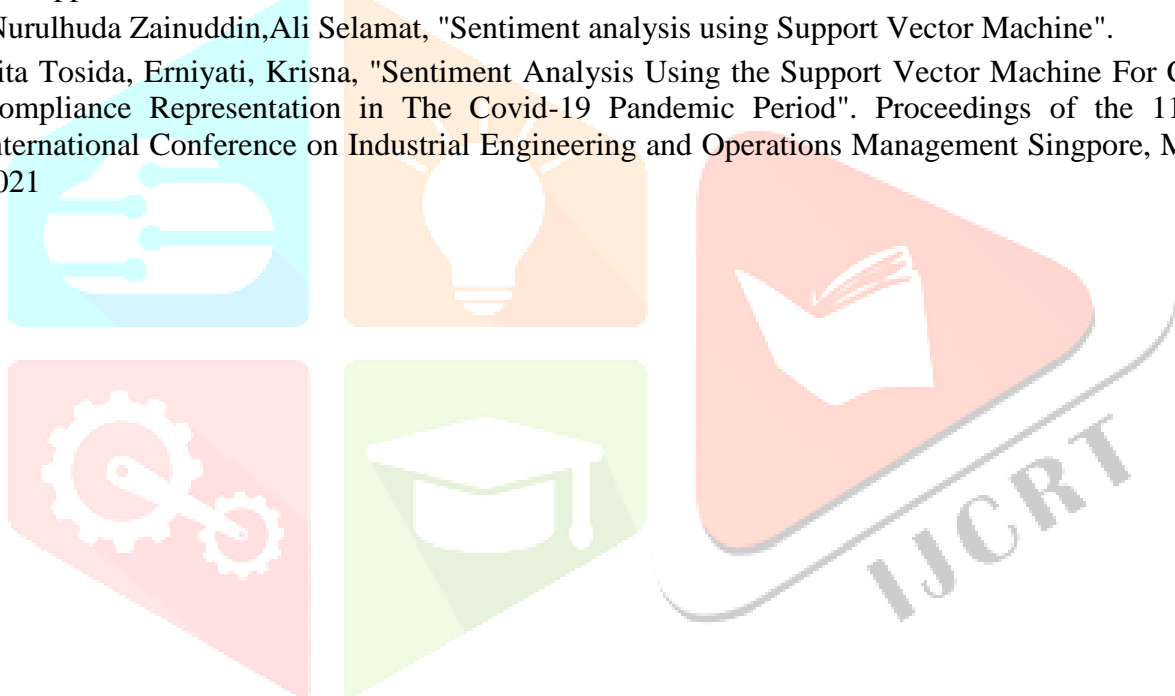 Nurulhuda Zainuddin,Ali Selamat, "Sentiment analysis using Support Vector Machine".
ita Tosida, Erniyati, Krisna, "Sentiment Analysis Using the Support Vector Machine For
ompliance Representation in The Covid-19 Pandemic Period". Proceedings of the 11
nternational Conference on Industrial Engineering and Operations Management Singpore,
021
IJCRT